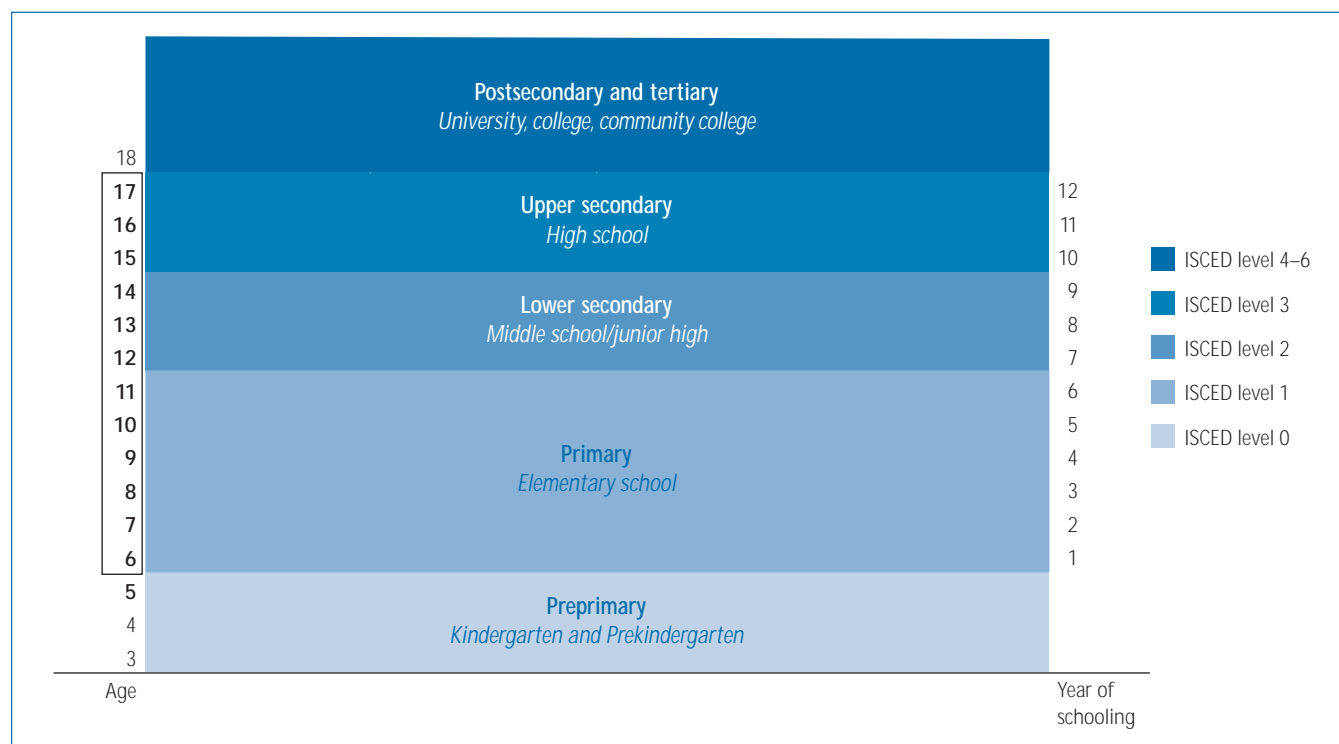 Postsecondary and tertiary
University, college, community college
18
17
16
15
Upper secondary
High school
12
11
10
14
13
12
Lower secondary
Middle school/junior high
9
8
7
11
10
9
8
7
6
Primary
Elementary school
6
5
4
3
2
1
5
4
3
Preprimary
Kindergarten and Prekindergarten
Age
Year of
schooling
ISCED level 4–6
ISCED level 3
ISCED level 2
ISCED level 1
ISCED level 0